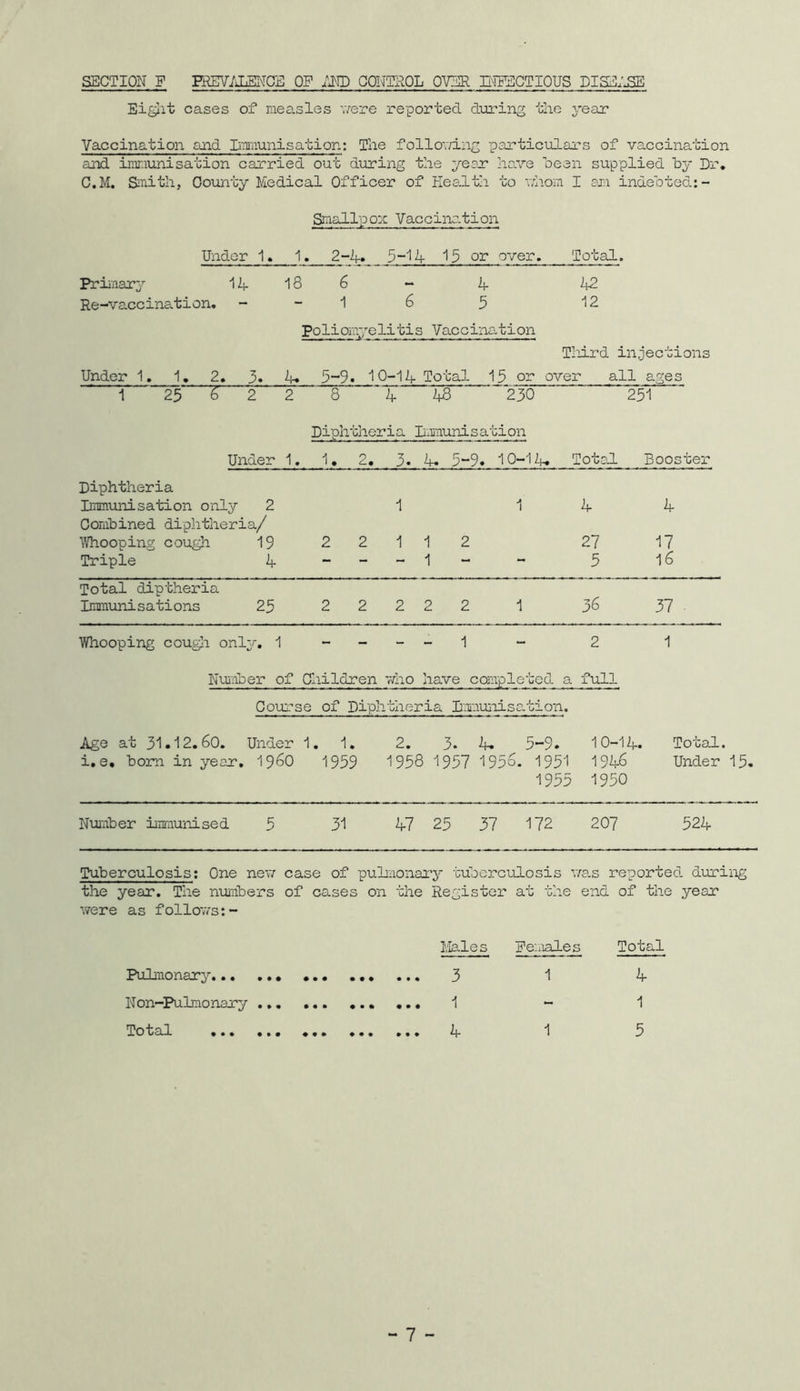 SECTION F PREVALENCE OF AND CONTROL OVER INFECTIOUS DISEASE
Eight cases of measles were reported during the year
Vaccination and Immunisation: The following particulars of vaccination
and immunisation carried out during the year have been supplied by Dr.
C.M. Smith, County Medical Officer of Health to whom I am indebted:-
Smallpox Vaccination
Under 1. 1. 2-4. 5-14 15 or over. Total.
Primary 14 18 6 - 4 42
Re-vaccination. - - 1 6 5 12
Poliomyelitis Vaccination
Third injections
Under 1. 1. 2. 3. 4. 5-9. 10-14 Total 15 or over all ages
1 25 6 2 2 8 4 48 230 251
Diphtheria Immunisation
Under 1. 1. 2. 3. 4. 5-9. 10-14. Total Booster
Diphtheria
Immunisation only 2 1 1 4 4
Combined diphtheria/
Whooping cough 19 2 2 1 1 2 27 17
Triple 4 - - - 1 - - 5 16
Total diptheria
Immunisations 25 2 2 2 2 2 1 36 37
Whooping cough only. 1 - - - - 1 - 2 1
Number of Children who have completed a full
Course of Diphtheria Immunisation.
Age at 31.12.60. Under 1. 1. 2. 3. 4. 5-9. 10-14. Total.
i.e. born in year. 1960 1959 1958 1957 1956. 1951 1946 Under 15.
1955 1950
Number immunised 5 31 47 25 37 172 207 524
Tuberculosis: One new case of pulmonary tuberculosis was reported during
the year. The numbers of cases on the Register at the end of the year
were as follows:-
Males Females Total
Pulmonary... ... ... ... ... 3 1 4
Non-Pulmonary ... ... ... ... 1 - 1
Total ... ... ... ... ... 4 1 5
- 7 -